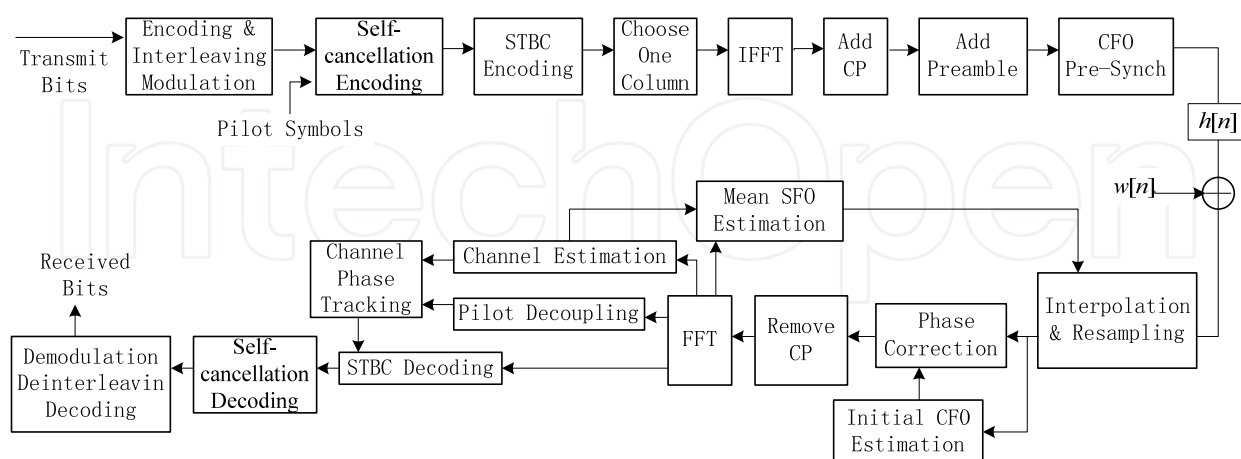 Transmit
Bits
Encoding &
Interleaving
Modulation
Self-
cancellation
Encoding
Pilot Symbols
STBC
Encoding
Choose
One
Column
IFFT
Add
CP
Add
Preamble
CFO
Pre-Synch
h[n]
w[n]
Mean SFO
Estimation
Channel Estimation
Channel
Phase
Tracking
Pilot Decoupling
Received
Bits
Interpolation
& Resampling
Phase
Correction
Remove
CP
FFT
STBC Decoding
Self-
cancellation
Decoding
Demodulation
Deinterleavin
Decoding
Initial CFO
Estimation
IntechOpen